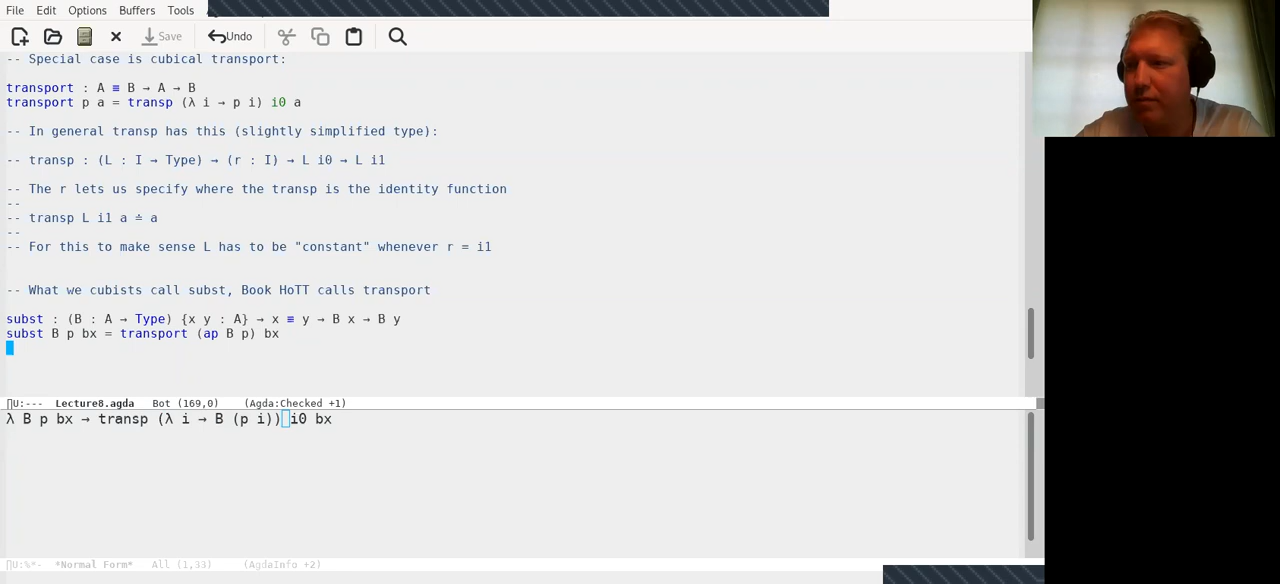 File Edit Options Buffers Tools
Save Undo
-- Special case is cubical transport:
transport : A ≡ B → A → B
transport p a = transp (λ i → p i) i0 a
-- In general transp has this (slightly simplified type):
-- transp : (L : I → Type) → (r : I) → L i0 → L i1
-- The r lets us specify where the transp is the identity function
--
-- transp L i1 a ≐ a
--
-- For this to make sense L has to be "constant" whenever r = i1
-- What we cubists call subst, Book HoTT calls transport
subst : (B : A → Type) {x y : A} → x ≡ y → B x → B y
subst B p bx = transport (ap B p) bx
U:--- Lecture8.agda Bot (169,0) (Agda:Checked +1)
λ B p bx → transp (λ i → B (p i)) i0 bx
U:%*- *Normal Form* All (1,33) (AgdaInfo +2)